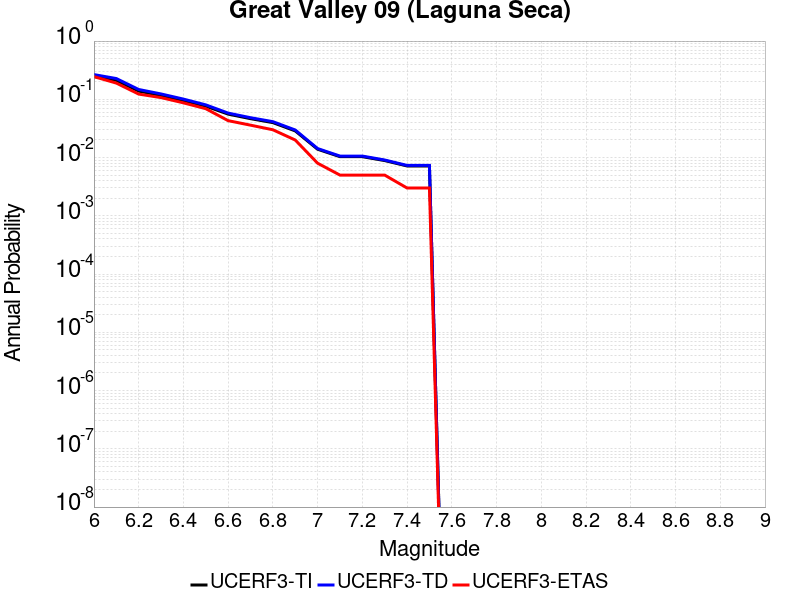 Great Valley 09 (Laguna Seca)
10^0
10^-1
10^-2
10^-3
10^-4
10^-5
10^-6
10^-7
10^-8
Annual Probability
6 6.2 6.4 6.6 6.8 7 7.2 7.4 7.6 7.8 8 8.2 8.4 8.6 8.8 9
Magnitude
UCERF3-TI UCERF3-TD UCERF3-ETAS